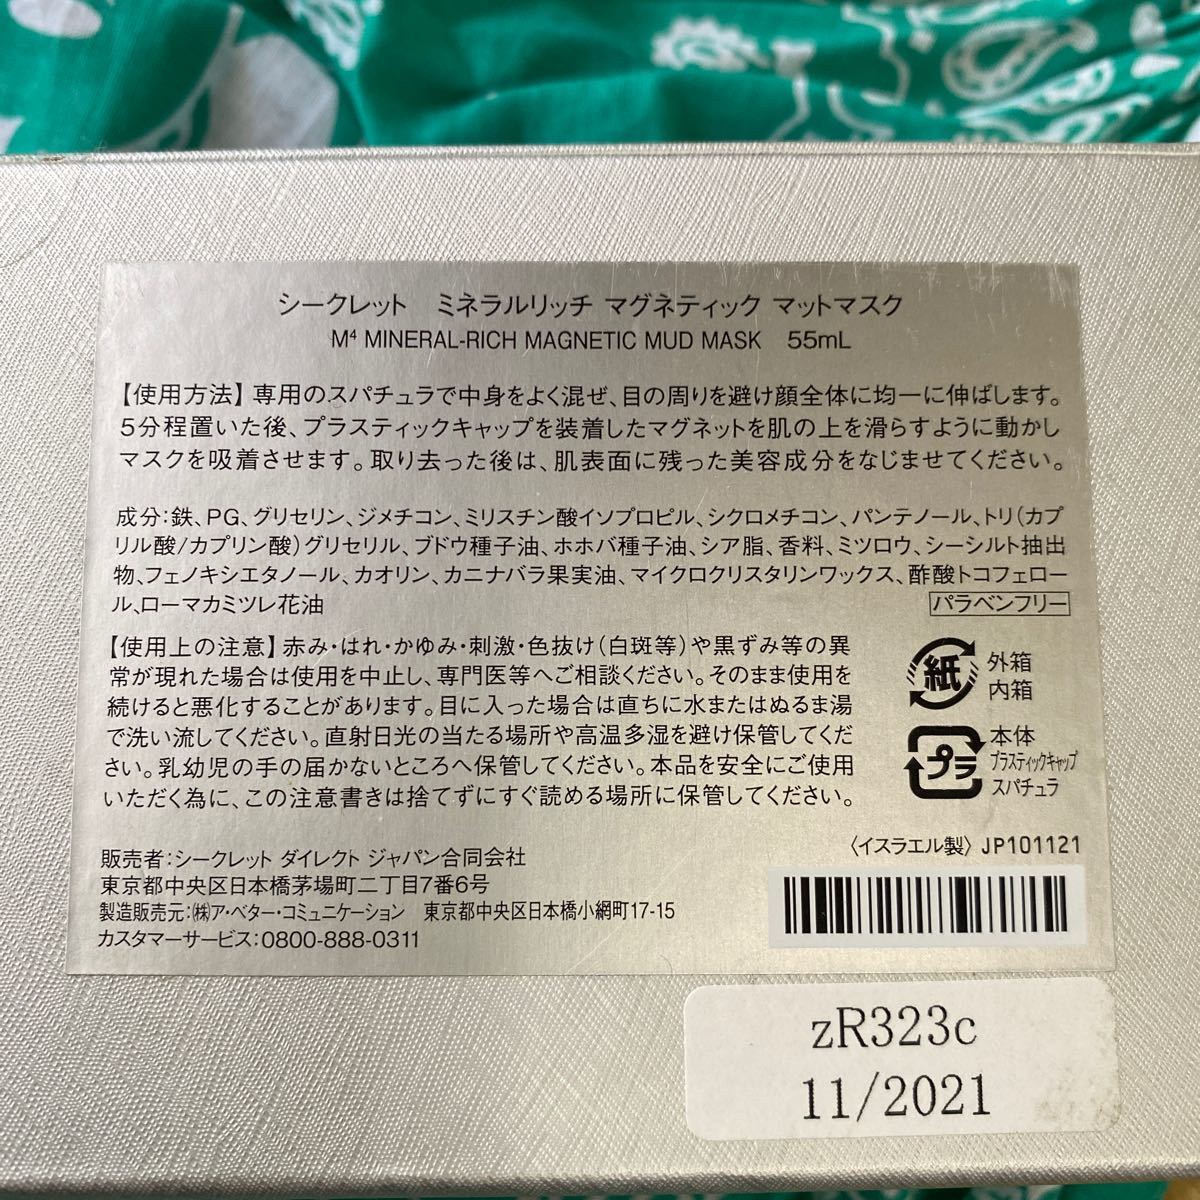 シークレット　ミネラルリッチ マグネティック マットマスク
M⁴ MINERAL-RICH MAGNETIC MUD MASK　55mL
【使用方法】専用のスパチュラで中身をよく混ぜ、目の周りを避け顔全体に均一に伸ばします。
5分程置いた後、プラスティックキャップを装着したマグネットを肌の上を滑らすように動かし
マスクを吸着させます。取り去った後は、肌表面に残った美容成分をなじませてください。
成分:鉄、PG、グリセリン、ジメチコン、ミリスチン酸イソプロピル、シクロメチコン、パンテノール、トリ(カプ
リル酸/カプリン酸)グリセリル、ブドウ種子油、ホホバ種子油、シア脂、香料、ミツロウ、シーシルト抽出
物、フェノキシエタノール、カオリン、カニナバラ果実油、マイクロクリスタリンワックス、酢酸トコフェロー
ル、ローマカミツレ花油
パラベンフリー
【使用上の注意】赤み・はれ・かゆみ・刺激・色抜け(白斑等)や黒ずみ等の異
常が現れた場合は使用を中止し、専門医等へご相談ください。そのまま使用を
続けると悪化することがあります。目に入った場合は直ちに水またはぬるま湯
で洗い流してください。直射日光の当たる場所や高温多湿を避け保管してくだ
さい。乳幼児の手の届かないところへ保管してください。本品を安全にご使用
いただく為に、この注意書きは捨てずにすぐ読める場所に保管してください。
紙
外箱
内箱
プラ
本体
プラスティックキャップ
スパチュラ
販売者:シークレット ダイレクト ジャパン合同会社
東京都中央区日本橋茅場町二丁目7番6号
製造販売元:㈱ア・ベター・コミュニケーション　東京都中央区日本橋小網町17-15
カスタマーサービス:0800-888-0311
〈イスラエル製〉JP101121
zR323c
11/2021